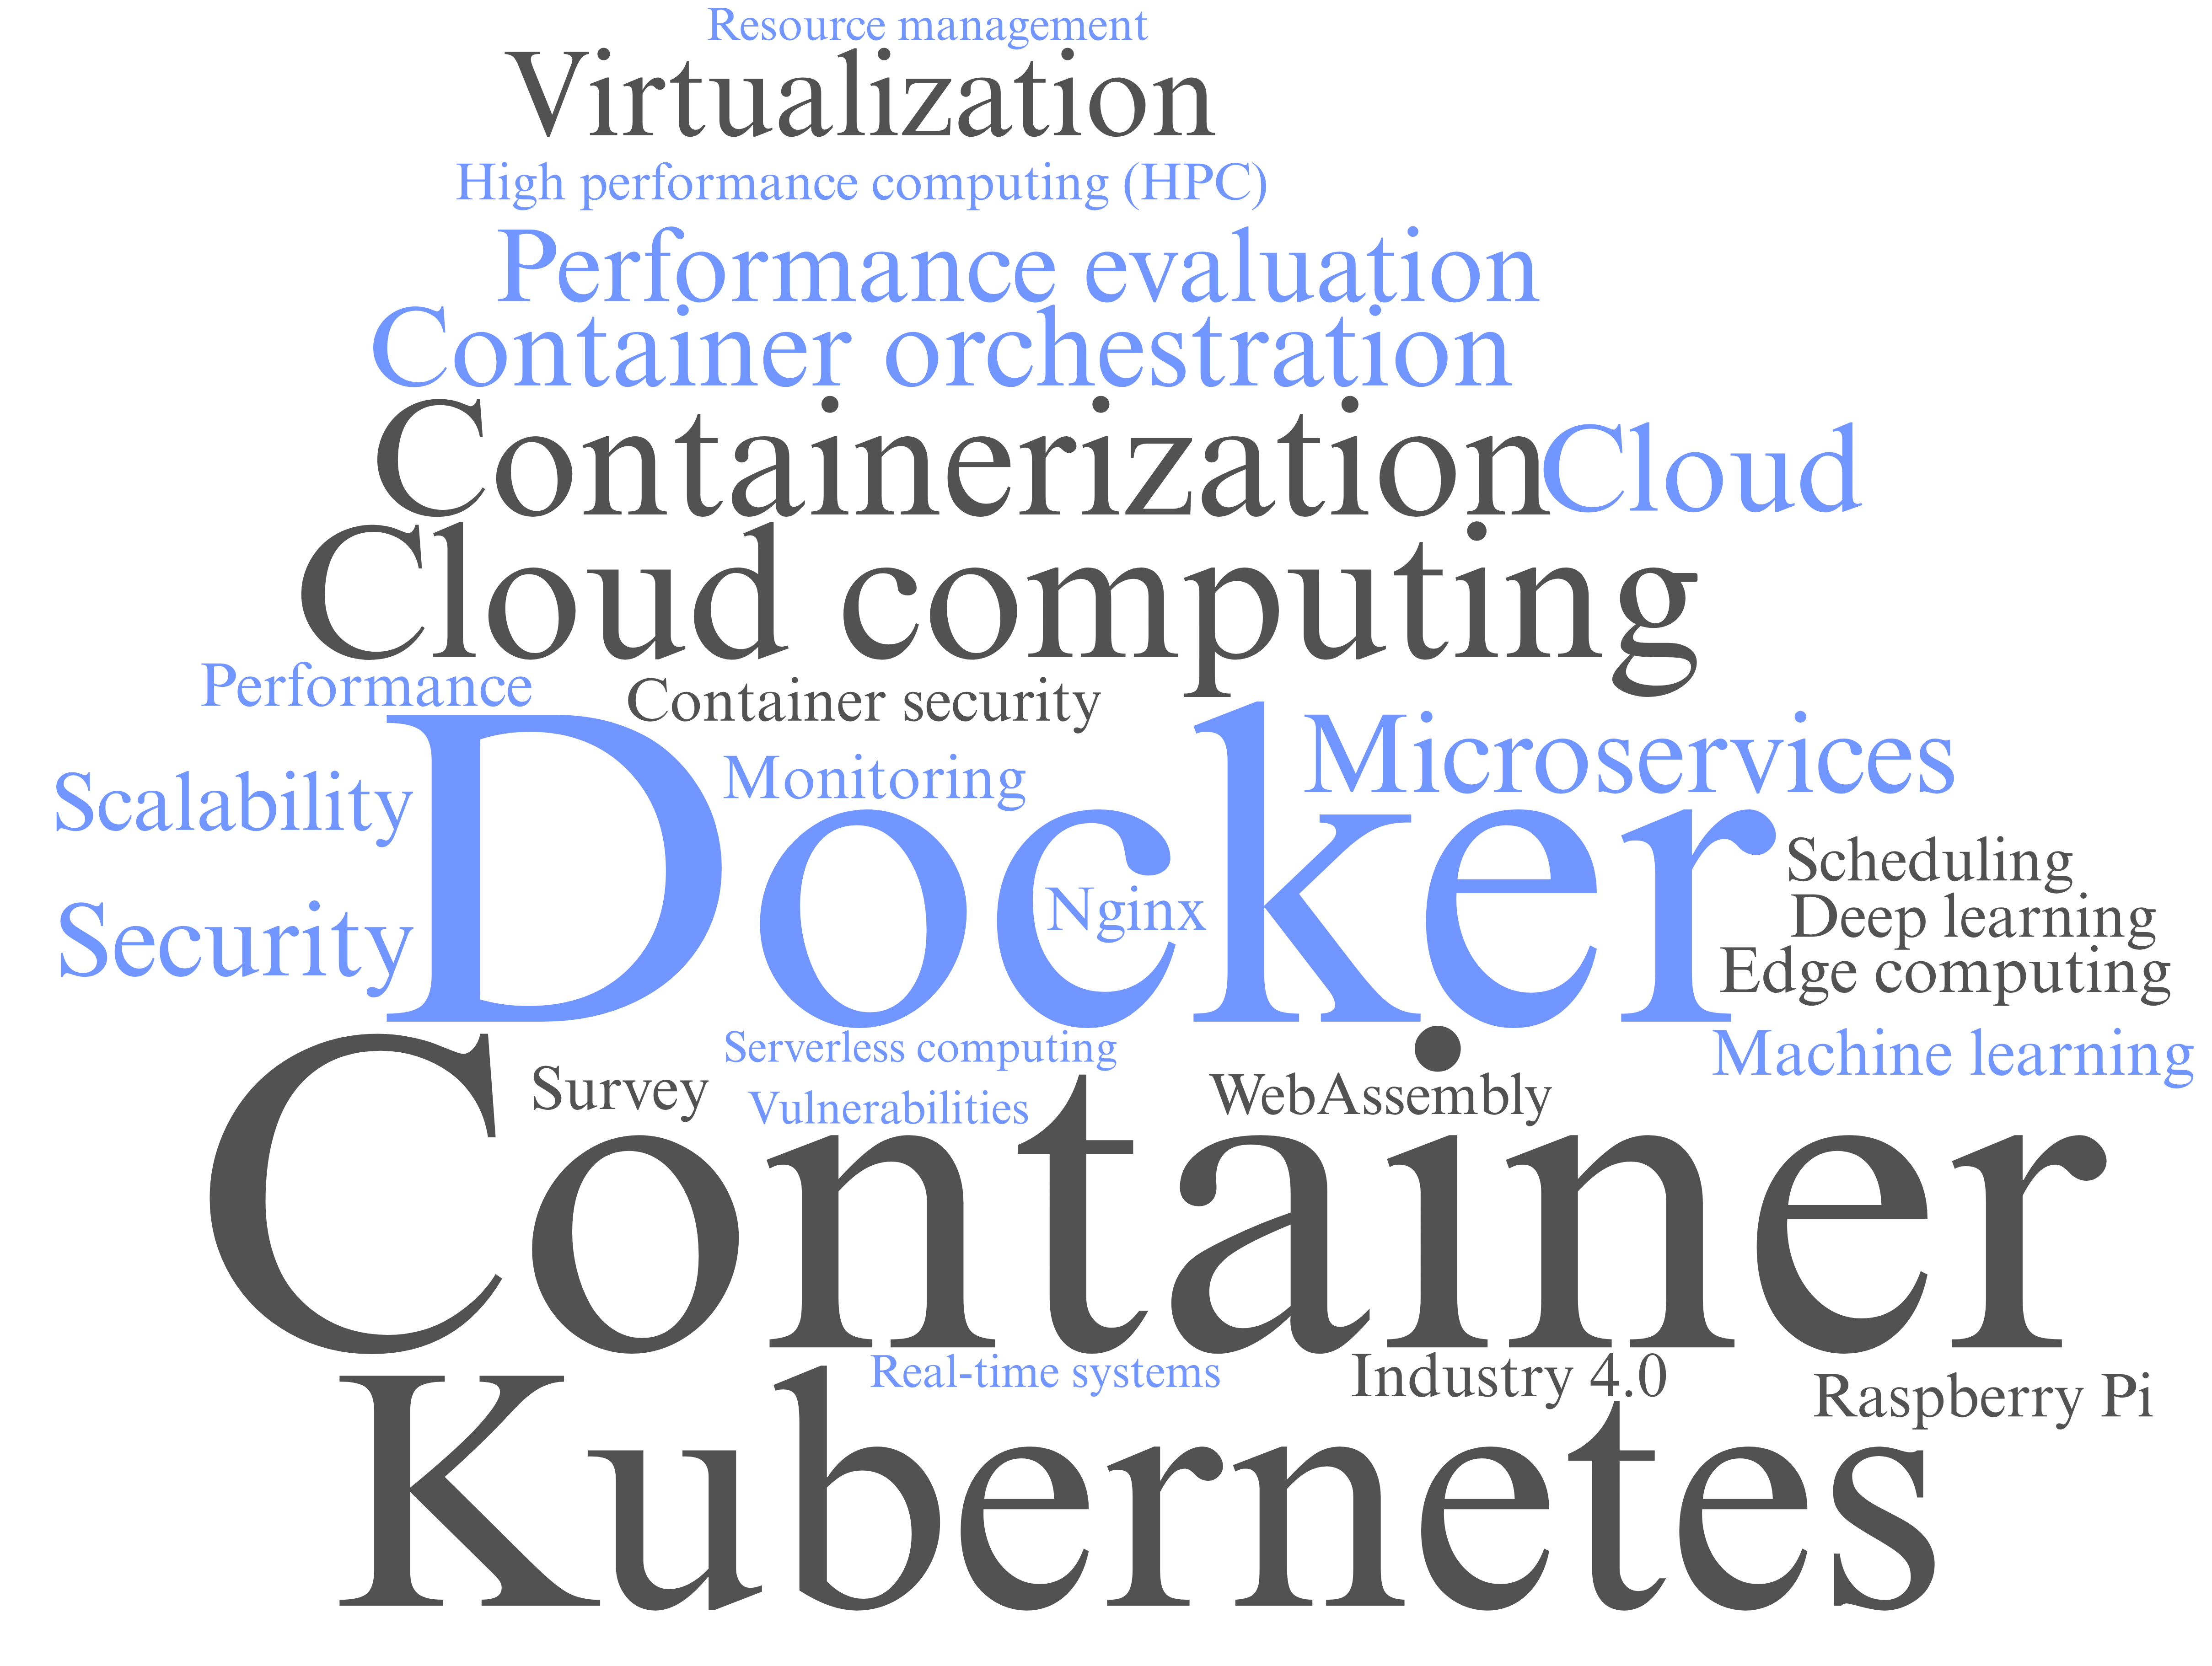 Resource management
Virtualization
High performance computing (HPC)
Performance evaluation
Container orchestration
Containerization
Cloud
Cloud computing
Performance
Container security
Microservices
Monitoring
Scalability
Docker
Scheduling
Nginx
Deep learning
Security
Edge computing
Serverless computing
Machine learning
Survey
WebAssembly
Vulnerabilities
Container
Real-time systems
Industry 4.0
Raspberry Pi
Kubernetes